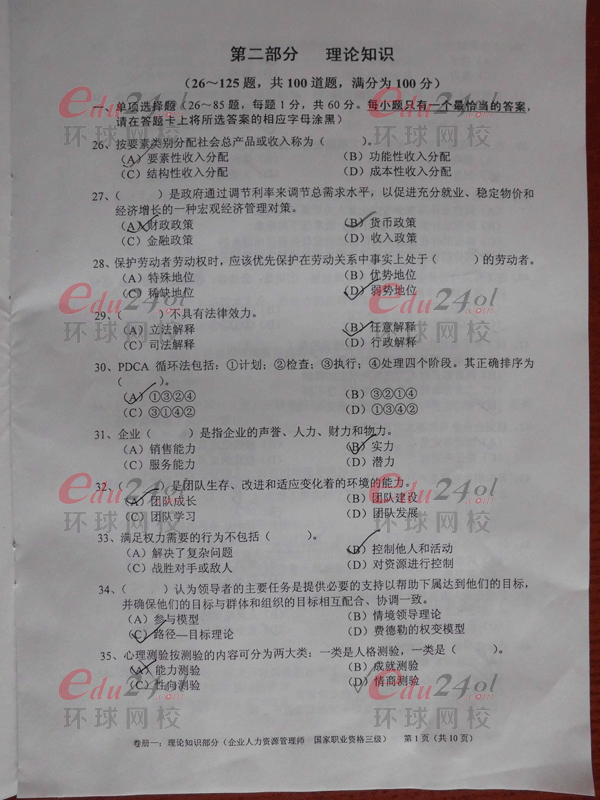 第二部分 理论知识
（26～125题，共100道题，满分为100分）
一、单项选择题（26～85题，每题1分，共60分。每小题只有一个最恰当的答案，
请在答题卡上将所选答案的相应字母涂黑）
26、按要素类别分配社会总产品或收入称为（ ）。
（A）要素性收入分配 （B）功能性收入分配
（C）结构性收入分配 （D）成本性收入分配
27、（ ）是政府通过调节利率来调节总需求水平，以促进充分就业、稳定物价和
经济增长的一种宏观经济管理对策。
（A）财政政策 （B）货币政策
（C）金融政策 （D）收入政策
28、保护劳动者劳动权时，应该优先保护在劳动关系中事实上处于（ ）的劳动者。
（A）特殊地位 （B）优势地位
（C）稀缺地位 （D）弱势地位
29、（ ）不具有法律效力。
（A）立法解释 （B）任意解释
（C）司法解释 （D）行政解释
30、PDCA 循环法包括：①计划；②检查；③执行；④处理四个阶段。其正确排序为
（ ）。
（A）①③②④ （B）③②①④
（C）③①④② （D）①③④②
31、企业（ ）是指企业的声誉、人力、财力和物力。
（A）销售能力 （B）实力
（C）服务能力 （D）潜力
32、（ ）是团队生存、改进和适应变化着的环境的能力。
（A）团队成长 （B）团队建设
（C）团队学习 （D）团队发展
33、满足权力需要的行为不包括（ ）。
（A）解决了复杂问题 （B）控制他人和活动
（C）战胜对手或敌人 （D）对资源进行控制
34、（ ）认为领导者的主要任务是提供必要的支持以帮助下属达到他们的目标，
并确保他们的目标与群体和组织的目标相互配合、协调一致。
（A）参与模型 （B）情境领导理论
（C）路径—目标理论 （D）费德勒的权变模型
35、心理测验按测验的内容可分为两大类：一类是人格测验，一类是（ ）。
（A）能力测验 （B）成就测验
（C）性向测验 （D）情商测验
卷册一：理论知识部分（企业人力资源管理师 国家职业资格三级） 第1页（共10页）
edu24ol
环球网校